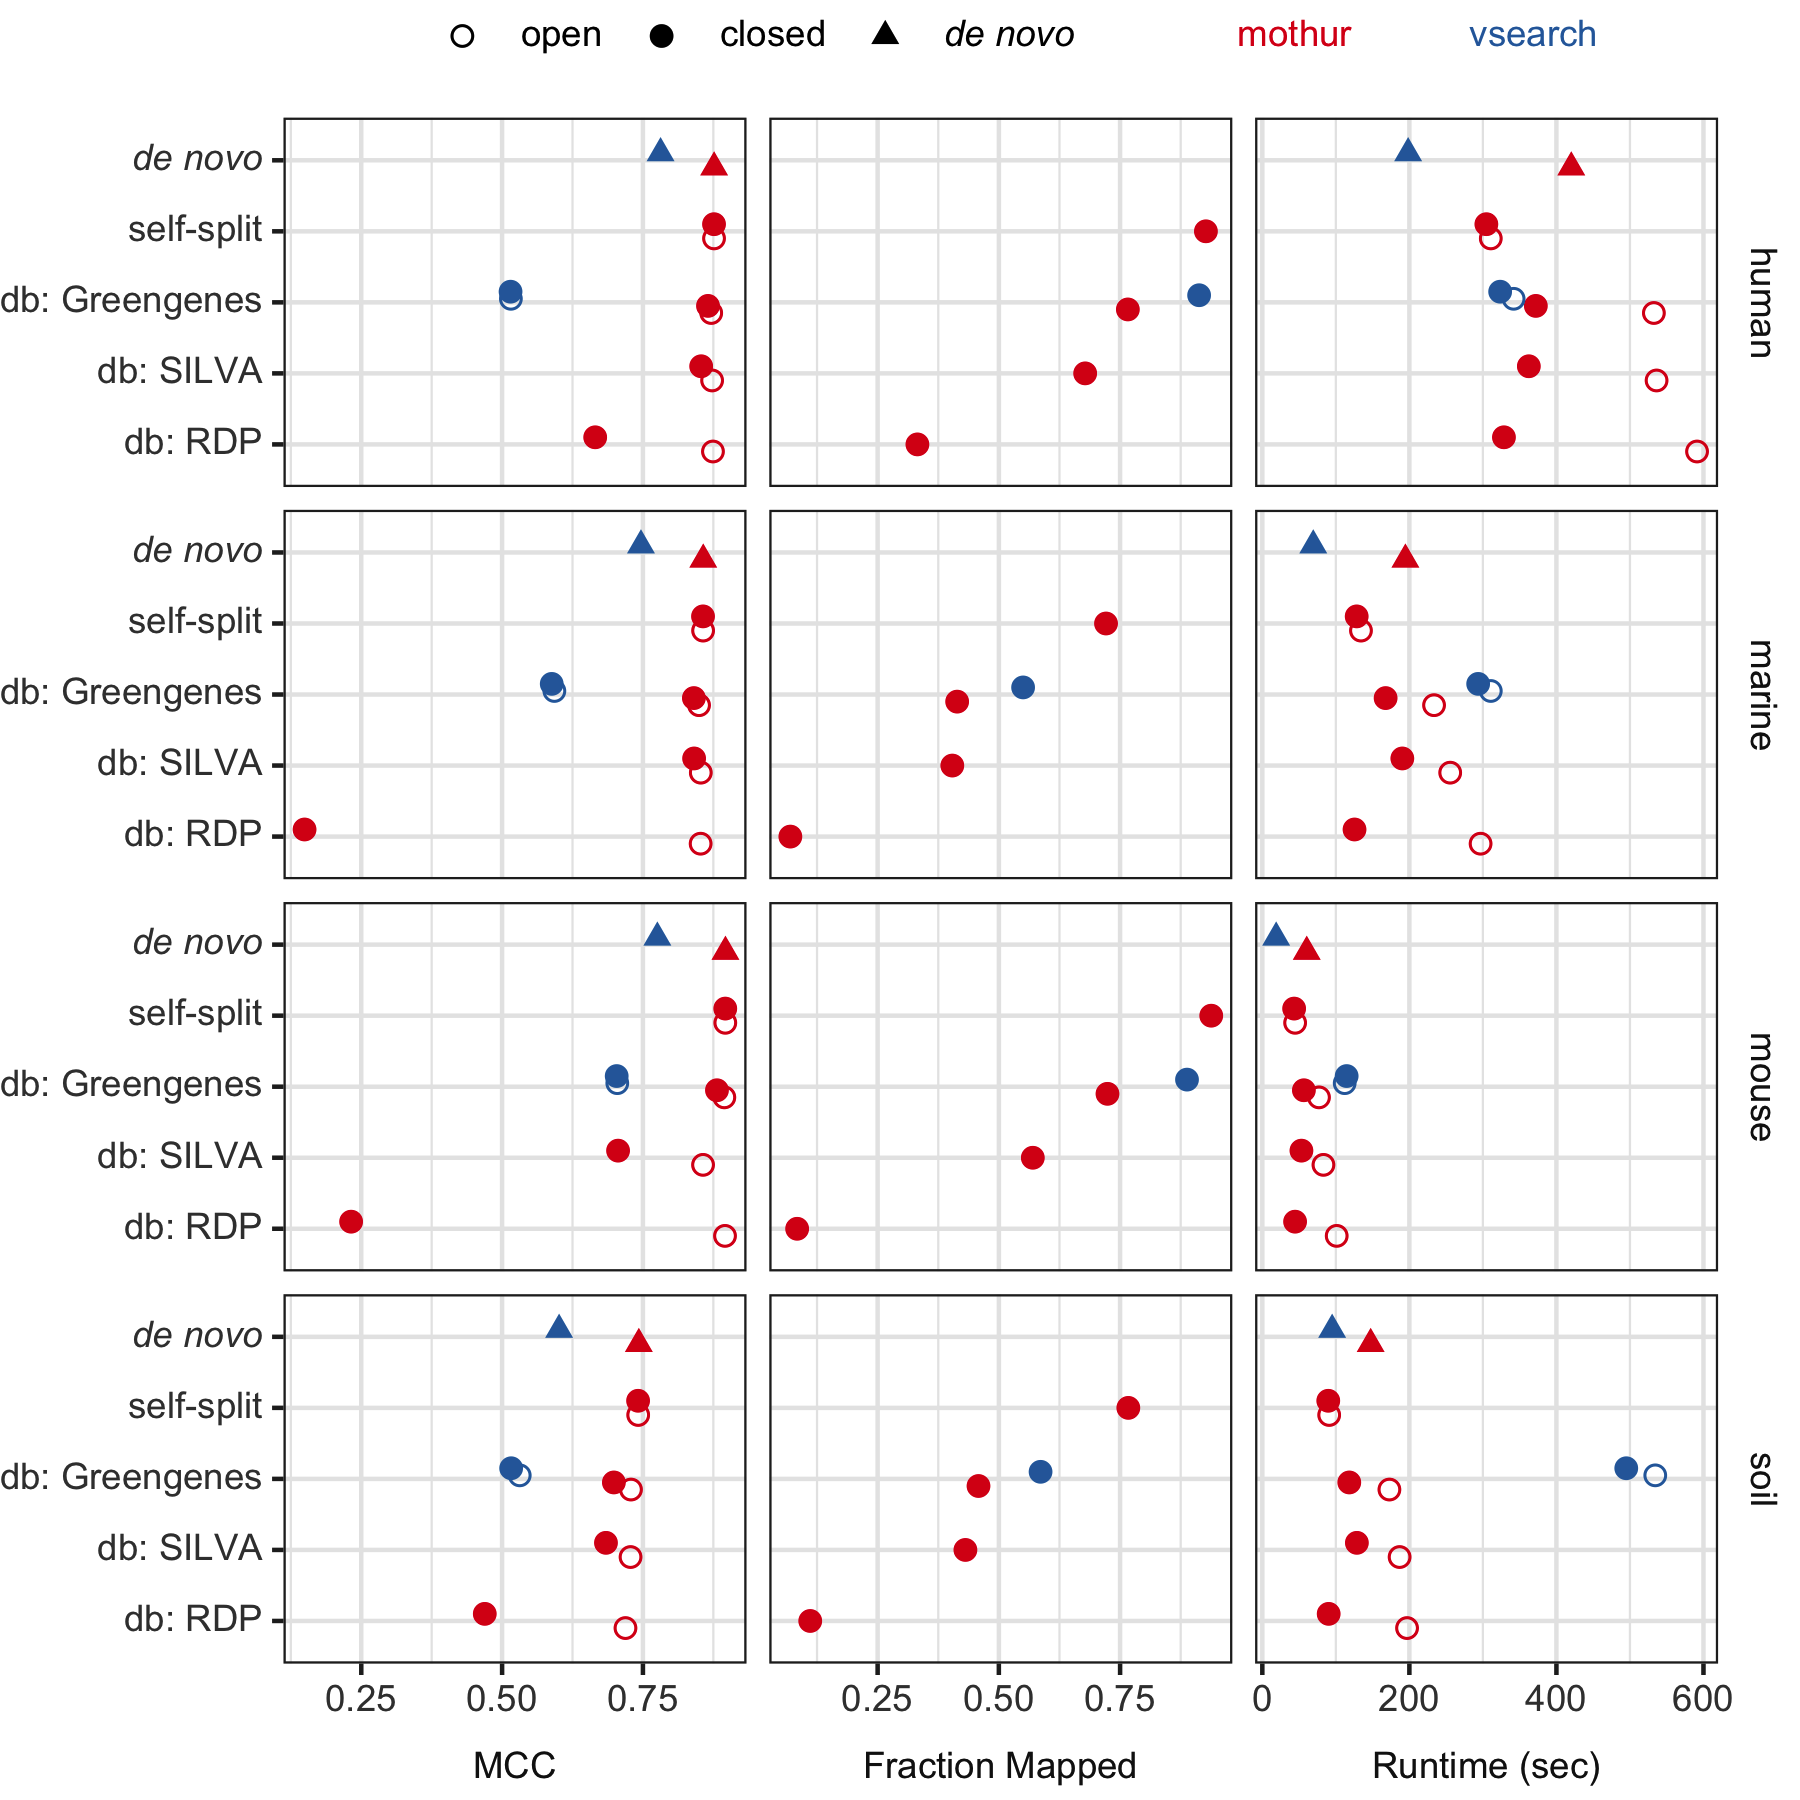 open closed de novo mothur vsearch
de novo
self-split
db: Greengenes
db: SILVA
db: RDP
human
de novo
self-split
db: Greengenes
db: SILVA
db: RDP
marine
de novo
self-split
db: Greengenes
db: SILVA
db: RDP
mouse
de novo
self-split
db: Greengenes
db: SILVA
db: RDP
soil
0.25 0.50 0.75 0.25 0.50 0.75 0 200 400 600
MCC Fraction Mapped Runtime (sec)